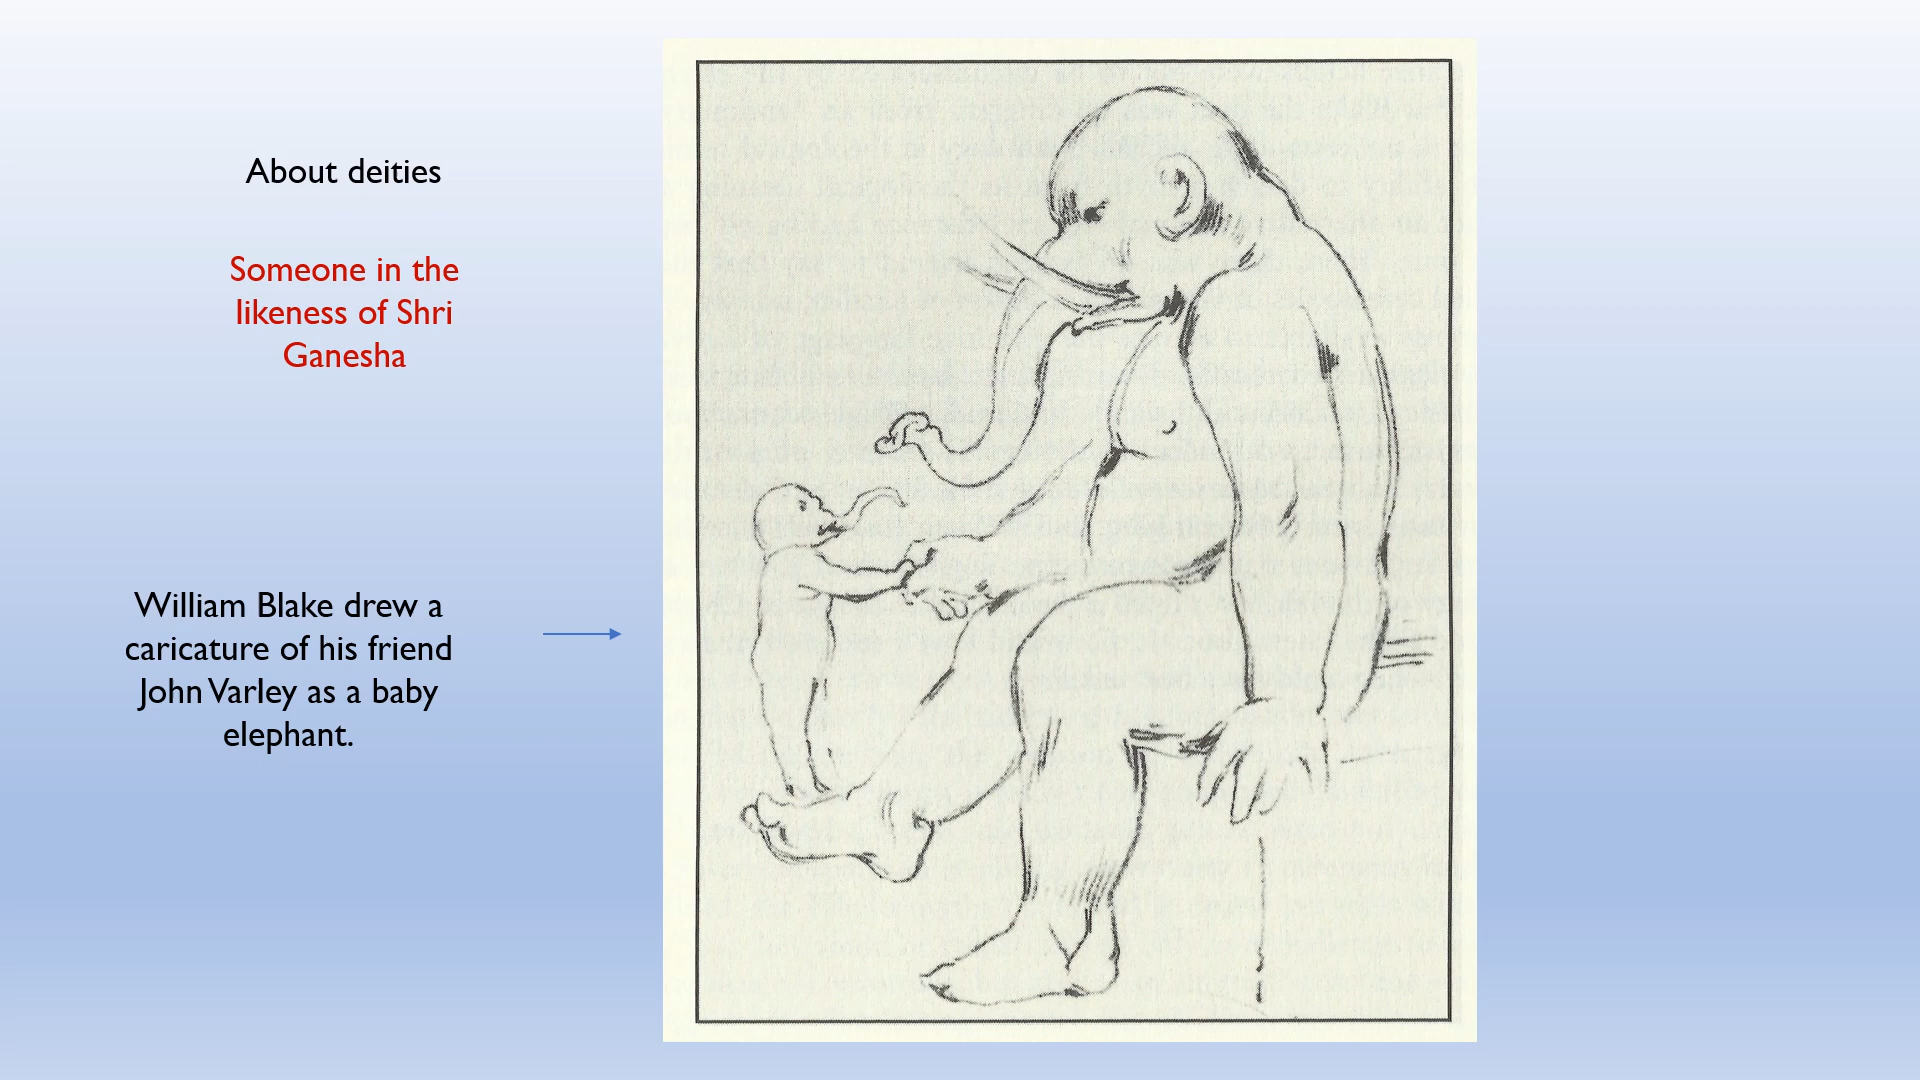 About deities
Someone in the
likeness of Shri
Ganesha
William Blake drew a
caricature of his friend
John Varley as a baby
elephant.